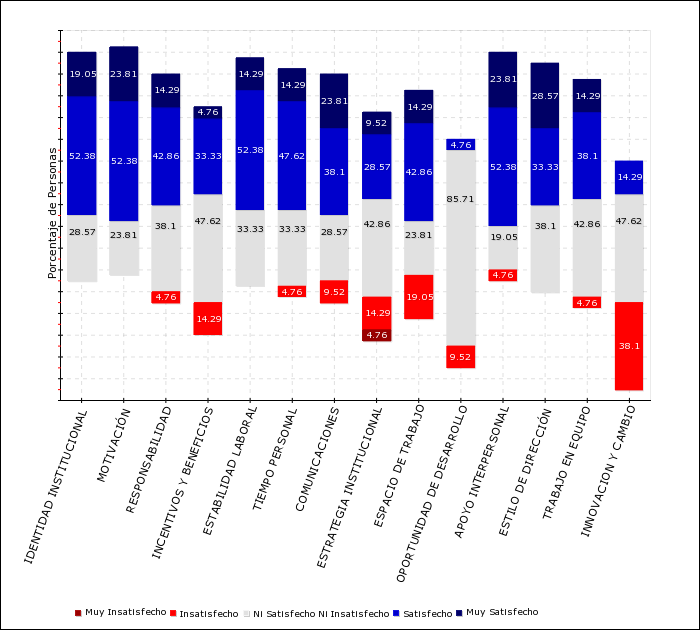 Porcentaje de Personas
19.05 52.38 28.57
23.81 52.38 23.81
14.29 42.86 38.1 4.76
4.76 33.33 47.62 14.29
14.29 52.38 33.33
14.29 47.62 33.33 4.76
23.81 38.1 28.57 9.52
9.52 28.57 42.86 14.29 4.76
14.29 42.86 23.81 19.05
4.76 85.71 9.52
23.81 52.38 19.05 4.76
28.57 33.33 38.1
14.29 38.1 42.86 4.76
14.29 47.62 38.1
IDENTIDAD INSTITUCIONAL
MOTIVACIÓN
RESPONSABILIDAD
INCENTIVOS Y BENEFICIOS
ESTABILIDAD LABORAL
TIEMPO PERSONAL
COMUNICACIONES
ESTRATEGIA INSTITUCIONAL
ESPACIO DE TRABAJO
OPORTUNIDAD DE DESARROLLO
APOYO INTERPERSONAL
ESTILO DE DIRECCIÓN
TRABAJO EN EQUIPO
INNOVACION Y CAMBIO
Muy Insatisfecho Insatisfecho Ni Satisfecho Ni Insatisfecho Satisfecho Muy Satisfecho